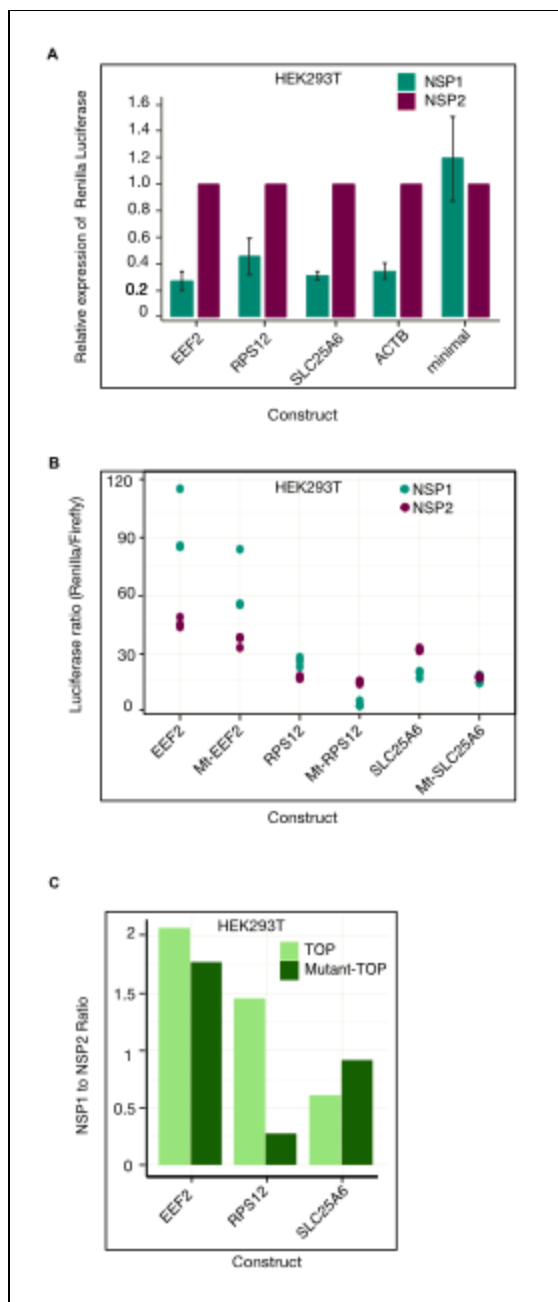 A
HEK293T
NSP1
NSP2
Relative expression of Renilla Luciferase
1.6
1.4
1.2
1.0
0.8
0.6
0.4
0.2
0
EEF2
RPS12
SLC25A6
ACTB
minimal
Construct
B
HEK293T
NSP1
NSP2
Luciferase ratio (Renilla/Firefly)
120
90
60
30
0
EEF2
Mt-EEF2
RPS12
Mt-RPS12
SLC25A6
Mt-SLC25A6
Construct
C
HEK293T
TOP
Mutant-TOP
NSP1 to NSP2 Ratio
2
1.5
1
0.5
0
EEF2
RPS12
SLC25A6
Construct